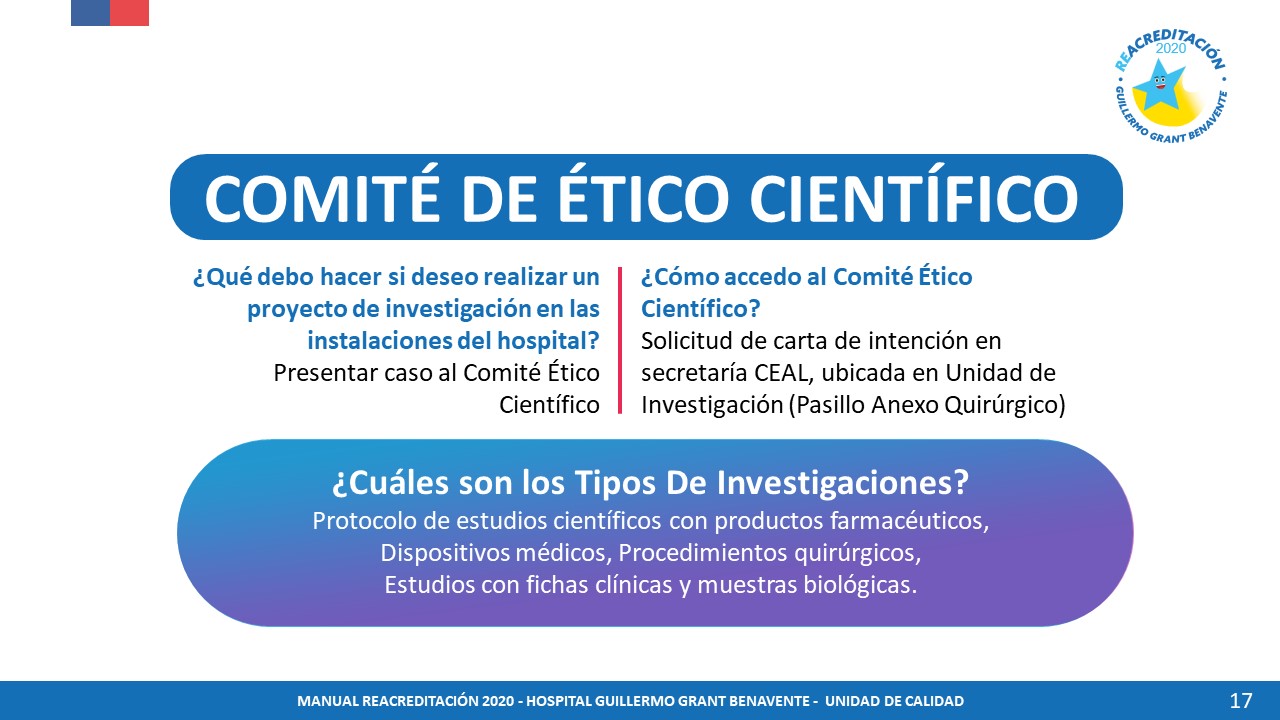 REACREDITACIÓN
2020
GUILLERMO GRANT BENAVENTE
COMITÉ DE ÉTICO CIENTÍFICO
¿Qué debo hacer si deseo realizar un
proyecto de investigación en las
instalaciones del hospital?
Presentar caso al Comité Ético
Científico
¿Cómo accedo al Comité Ético
Científico?
Solicitud de carta de intención en
secretaría CEAL, ubicada en Unidad de
Investigación (Pasillo Anexo Quirúrgico)
¿Cuáles son los Tipos De Investigaciones?
Protocolo de estudios científicos con productos farmacéuticos,
Dispositivos médicos, Procedimientos quirúrgicos,
Estudios con fichas clínicas y muestras biológicas.
MANUAL REACREDITACIÓN 2020 - HOSPITAL GUILLERMO GRANT BENAVENTE - UNIDAD DE CALIDAD
17